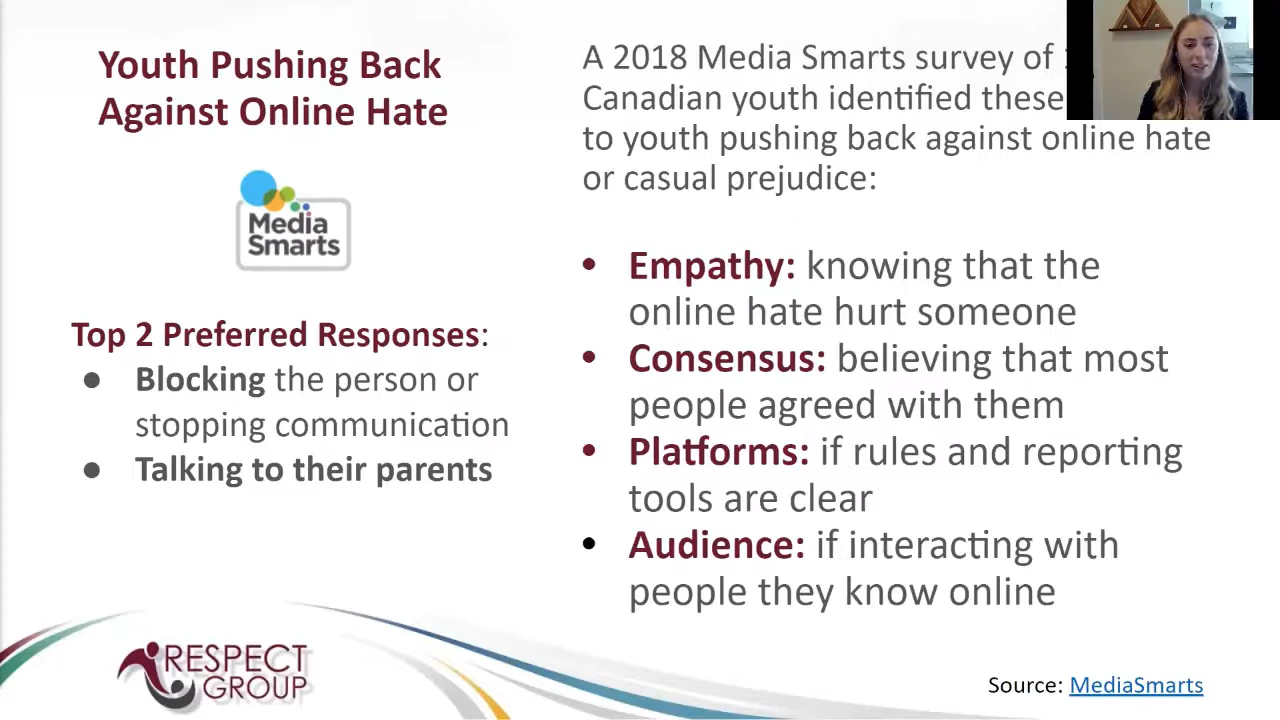 Youth Pushing Back
Against Online Hate
Media
Smarts
Top 2 Preferred Responses:
● Blocking the person or
stopping communication
● Talking to their parents
A 2018 Media Smarts survey of
Canadian youth identified these
to youth pushing back against online hate
or casual prejudice:
• Empathy: knowing that the
online hate hurt someone
• Consensus: believing that most
people agreed with them
• Platforms: if rules and reporting
tools are clear
• Audience: if interacting with
people they know online
RESPECT
GROUP
Source: MediaSmarts